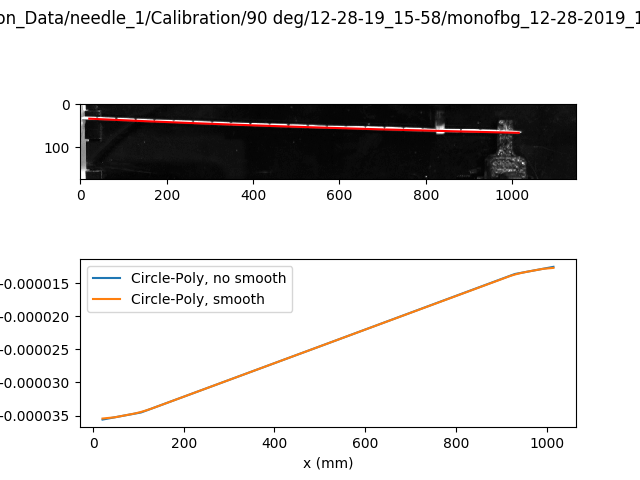 on_Data/needle_1/Calibration/90 deg/12-28-19_15-58/monofbg_12-28-2019_1
0
100
0 200 400 600 800 1000
Circle-Poly, no smooth
Circle-Poly, smooth
-0.000015
-0.000020
-0.000025
-0.000030
-0.000035
0 200 400 600 800 1000
x (mm)